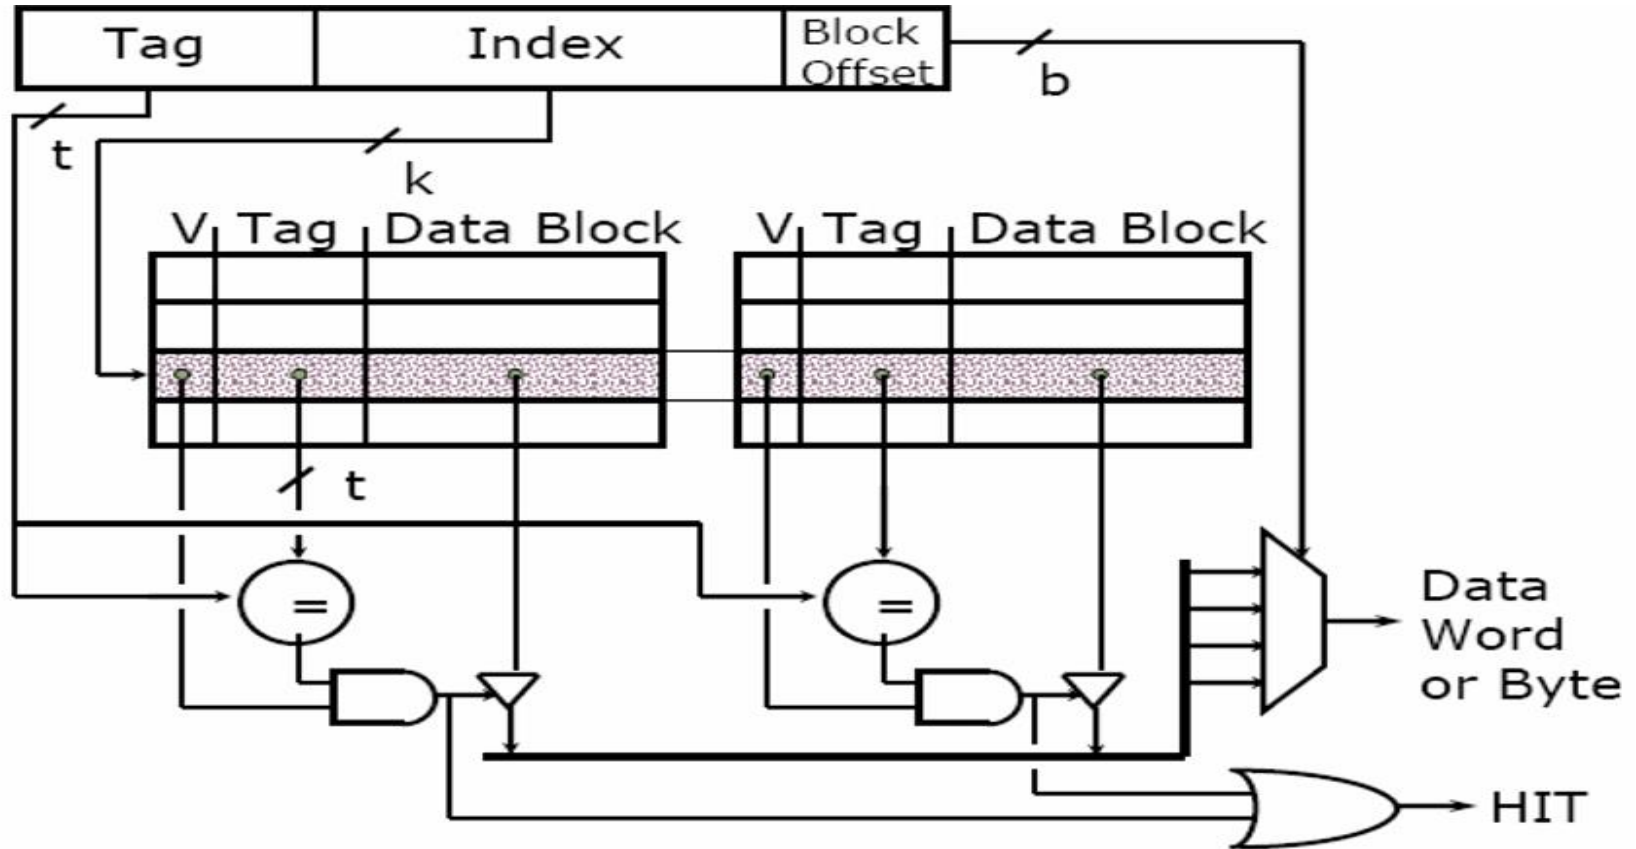 Tag Index Block
Offset
b
t
k
V Tag Data Block V Tag Data Block
t
= =
Data
Word
or Byte
HIT